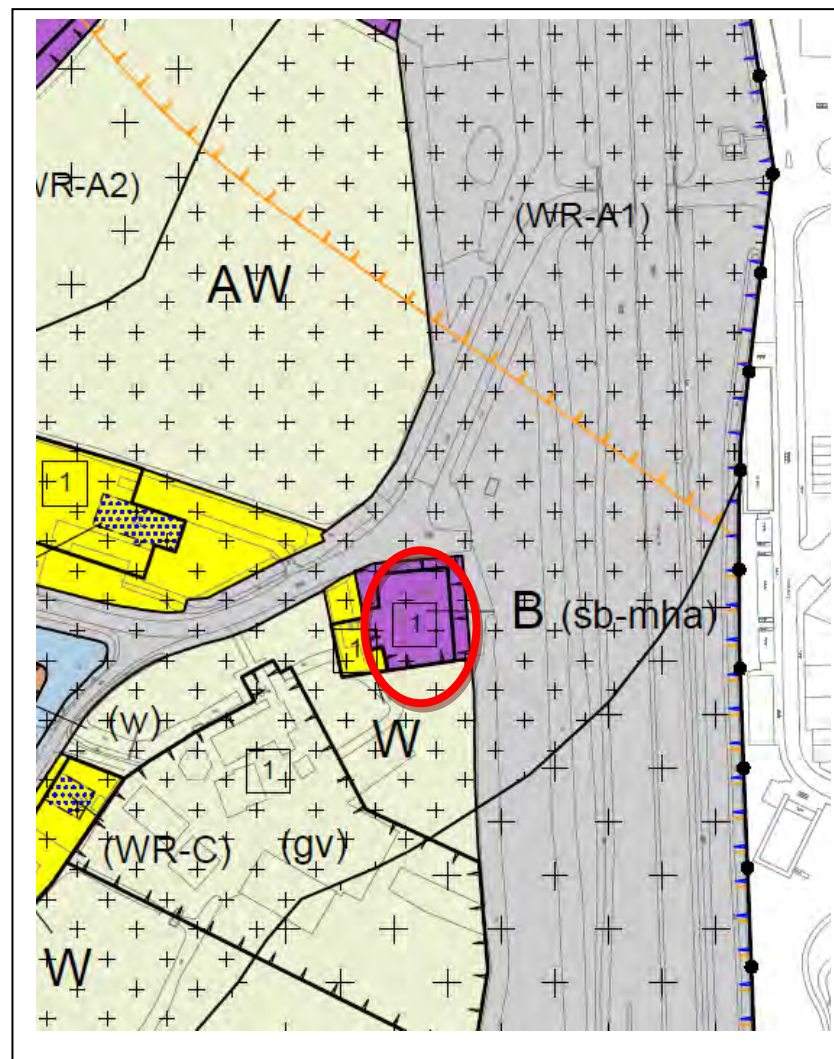 WR-A2)
(WR-A1)
AW
1
1
B (sb-mha)
1
(w)
W
1
(WR-C)
(gv)
W